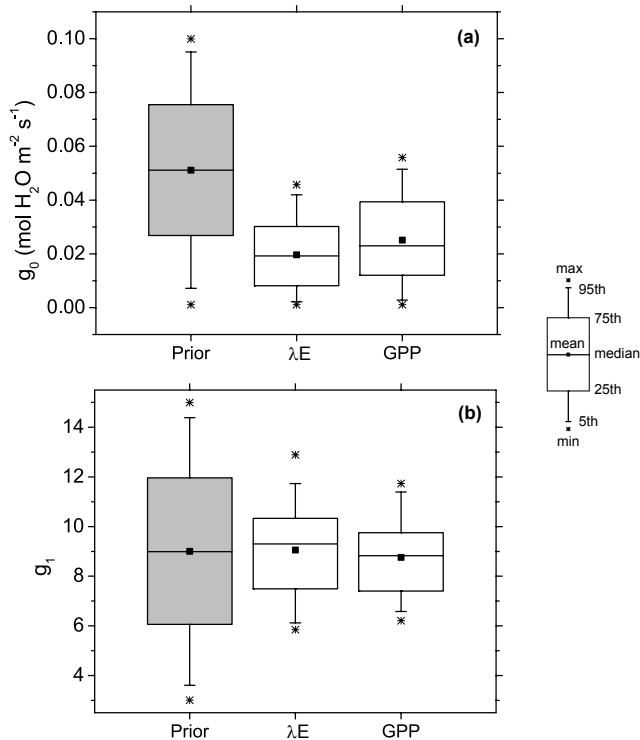 (a)
g₀ (mol H₂O m⁻² s⁻¹)
0.10
0.08
0.06
0.04
0.02
0.00
Prior
λE
GPP
(b)
g₁
14
12
10
8
6
4
Prior
λE
GPP
max
95th
75th
mean
median
25th
5th
min